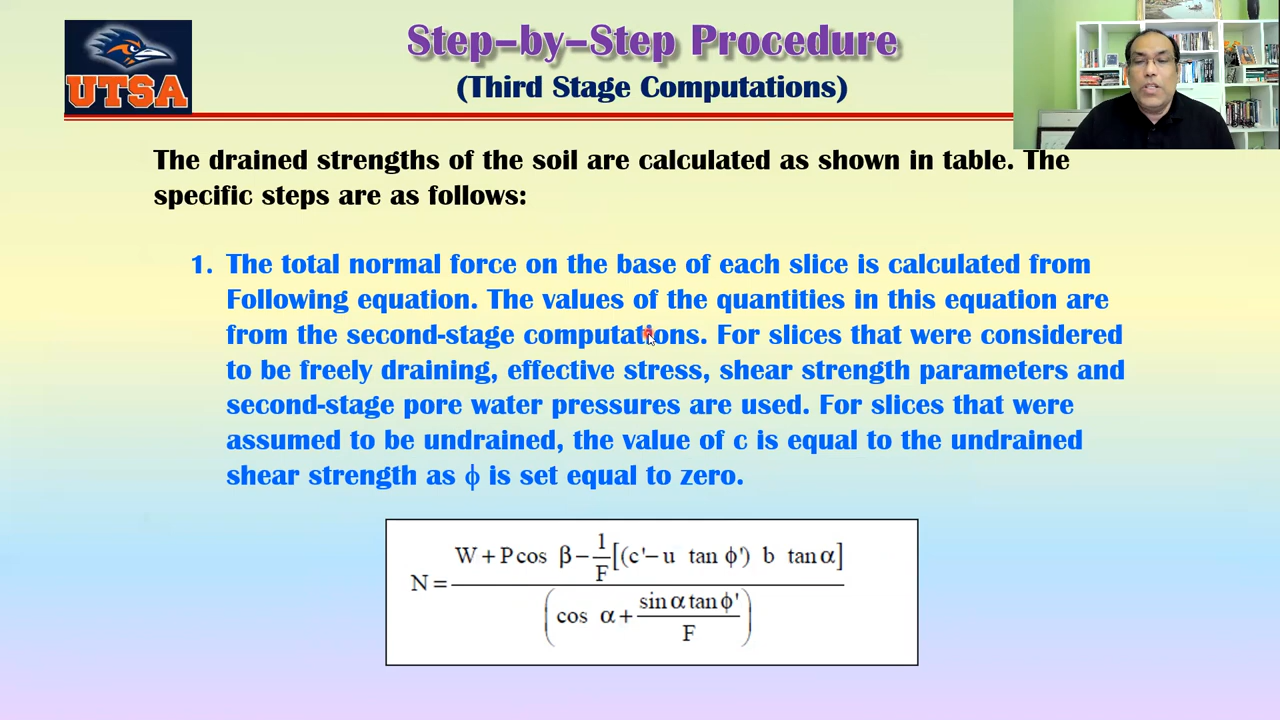 UTSA
Step–by–Step Procedure
(Third Stage Computations)
The drained strengths of the soil are calculated as shown in table. The
specific steps are as follows:
1. The total normal force on the base of each slice is calculated from
Following equation. The values of the quantities in this equation are
from the second-stage computations. For slices that were considered
to be freely draining, effective stress, shear strength parameters and
second-stage pore water pressures are used. For slices that were
assumed to be undrained, the value of c is equal to the undrained
shear strength as ϕ is set equal to zero.
W + P cos β − 1/F [(c' − u tan ϕ') b tan α]
N =
(cos α + sin α tan ϕ' / F)